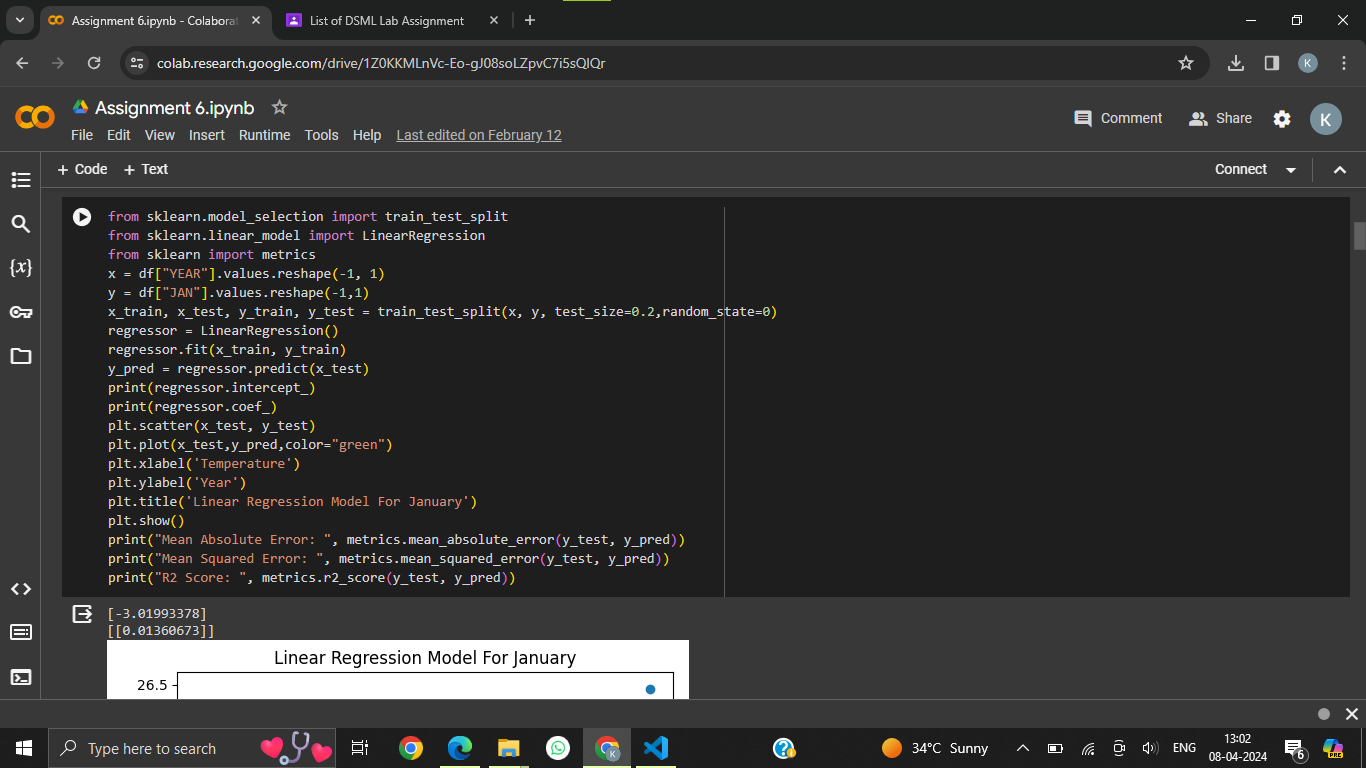 Assignment 6.ipynb - Colaborat
List of DSML Lab Assignment
colab.research.google.com/drive/1Z0KKMLnVc-Eo-gJ08soLZpvC7i5sQlQr
K
Assignment 6.ipynb
File Edit View Insert Runtime Tools Help Last edited on February 12
Comment Share K
+ Code + Text
Connect
from sklearn.model_selection import train_test_split
from sklearn.linear_model import LinearRegression
from sklearn import metrics
x = df["YEAR"].values.reshape(-1, 1)
y = df["JAN"].values.reshape(-1,1)
x_train, x_test, y_train, y_test = train_test_split(x, y, test_size=0.2,random_state=0)
regressor = LinearRegression()
regressor.fit(x_train, y_train)
y_pred = regressor.predict(x_test)
print(regressor.intercept_)
print(regressor.coef_)
plt.scatter(x_test, y_test)
plt.plot(x_test,y_pred,color="green")
plt.xlabel('Temperature')
plt.ylabel('Year')
plt.title('Linear Regression Model For January')
plt.show()
print("Mean Absolute Error: ", metrics.mean_absolute_error(y_test, y_pred))
print("Mean Squared Error: ", metrics.mean_squared_error(y_test, y_pred))
print("R2 Score: ", metrics.r2_score(y_test, y_pred))
[-3.01993378]
[[0.01360673]]
Linear Regression Model For January
26.5
Type here to search
K
34°C Sunny
ENG
13:02
08-04-2024
6
PRE